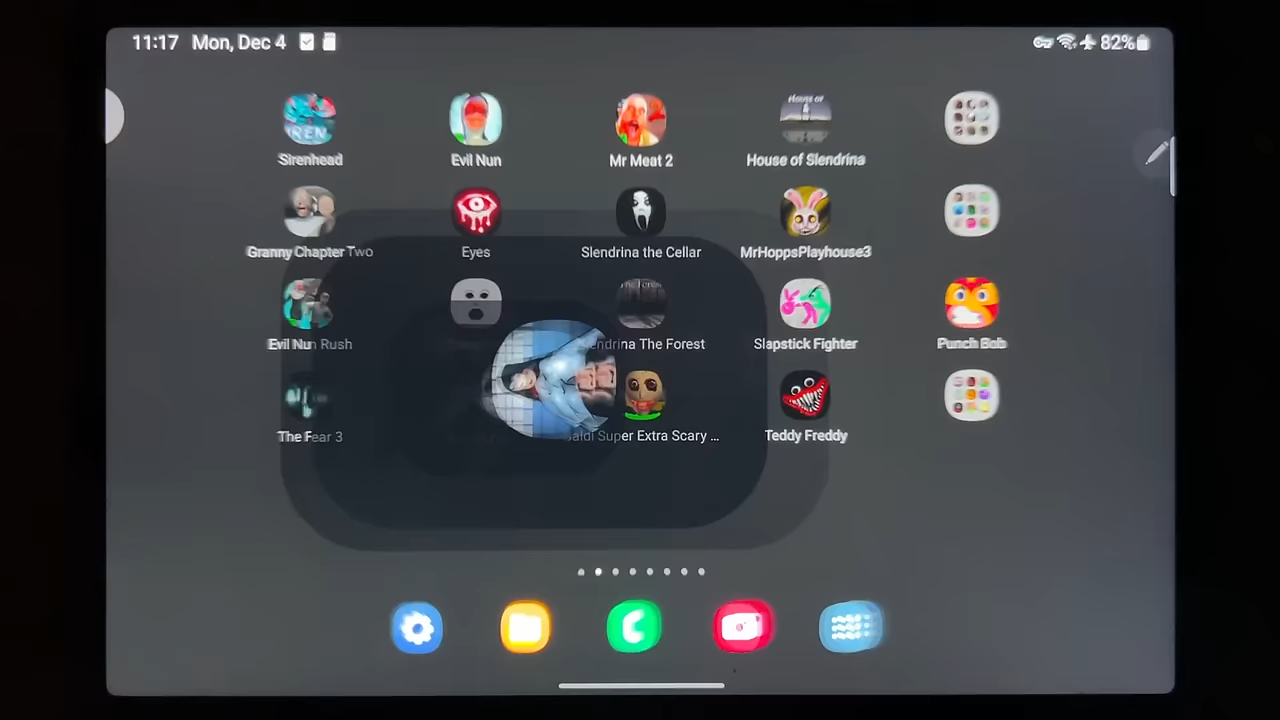 11:17 Mon, Dec 4 82%
Sirenhead Evil Nun Mr Meat 2 House of Slendrina
Granny Chapter Two Eyes Slendrina the Cellar MrHoppsPlayhouse3
Evil Nun Rush Slendrina The Forest Slapstick Fighter Punch Bob
The Fear 3 Baldi Super Extra Scary ... Teddy Freddy